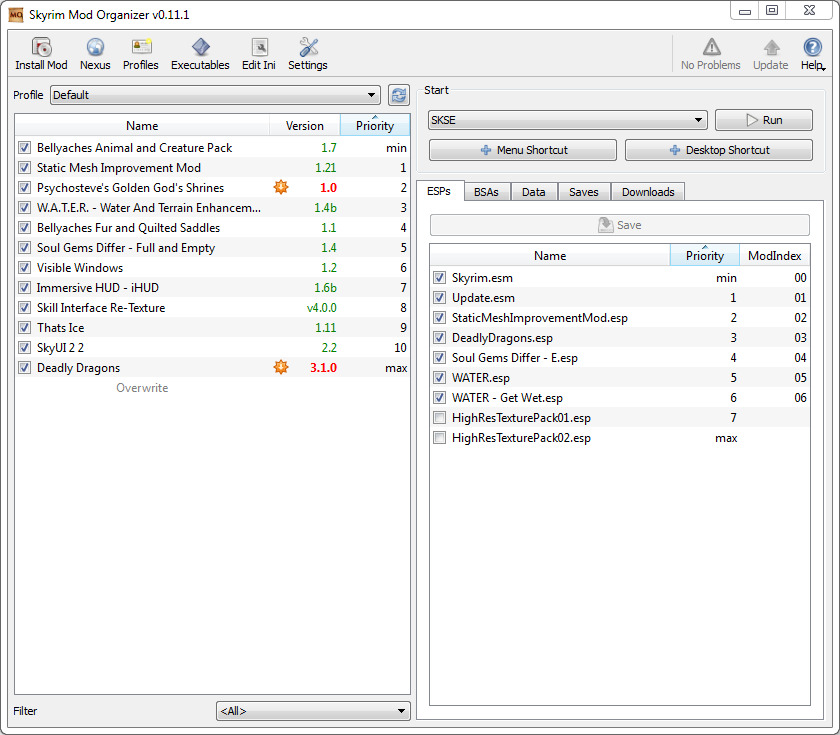 Skyrim Mod Organizer v0.11.1
Install Mod Nexus Profiles Executables Edit Ini Settings No Problems Update Help
Profile Default
Name Version Priority
Bellyaches Animal and Creature Pack 1.7 min
Static Mesh Improvement Mod 1.21 1
Psychosteve's Golden God's Shrines 1.0 2
W.A.T.E.R. - Water And Terrain Enhancem... 1.4b 3
Bellyaches Fur and Quilted Saddles 1.1 4
Soul Gems Differ - Full and Empty 1.4 5
Visible Windows 1.2 6
Immersive HUD - iHUD 1.6b 7
Skill Interface Re-Texture v4.0.0 8
Thats Ice 1.11 9
SkyUI 2 2 2.2 10
Deadly Dragons 3.1.0 max
Overwrite
Filter <All>
Start
SKSE Run
Menu Shortcut Desktop Shortcut
ESPs BSAs Data Saves Downloads
Save
Name Priority ModIndex
Skyrim.esm min 00
Update.esm 1 01
StaticMeshImprovementMod.esp 2 02
DeadlyDragons.esp 3 03
Soul Gems Differ - E.esp 4 04
WATER.esp 5 05
WATER - Get Wet.esp 6 06
HighResTexturePack01.esp 7
HighResTexturePack02.esp max